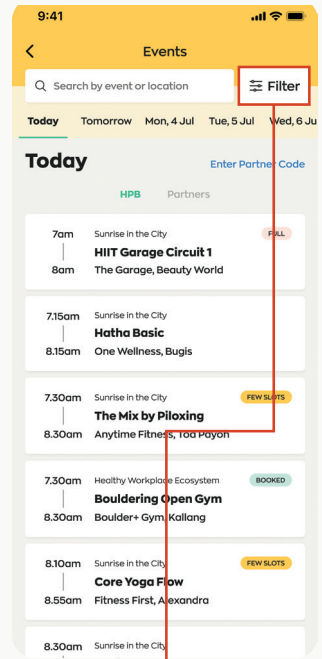 9:41
Events
Search by event or location
Filter
Today Tomorrow Mon, 4 Jul Tue, 5 Jul Wed, 6 Ju
Today
Enter Partner Code
HPB Partners
7am Sunrise in the City FULL
HIIT Garage Circuit 1
8am The Garage, Beauty World
7.15am Sunrise in the City
Hatha Basic
8.15am One Wellness, Bugis
7.30am Sunrise in the City FEW SLOTS
The Mix by Piloxing
8.30am Anytime Fitness, Toa Payoh
7.30am Healthy Workplace Ecosystem BOOKED
Bouldering Open Gym
8.30am Boulder+ Gym, Kallang
8.10am Sunrise in the City FEW SLOTS
Core Yoga Flow
8.55am Fitness First, Alexandra
8.30am Sunrise in the City